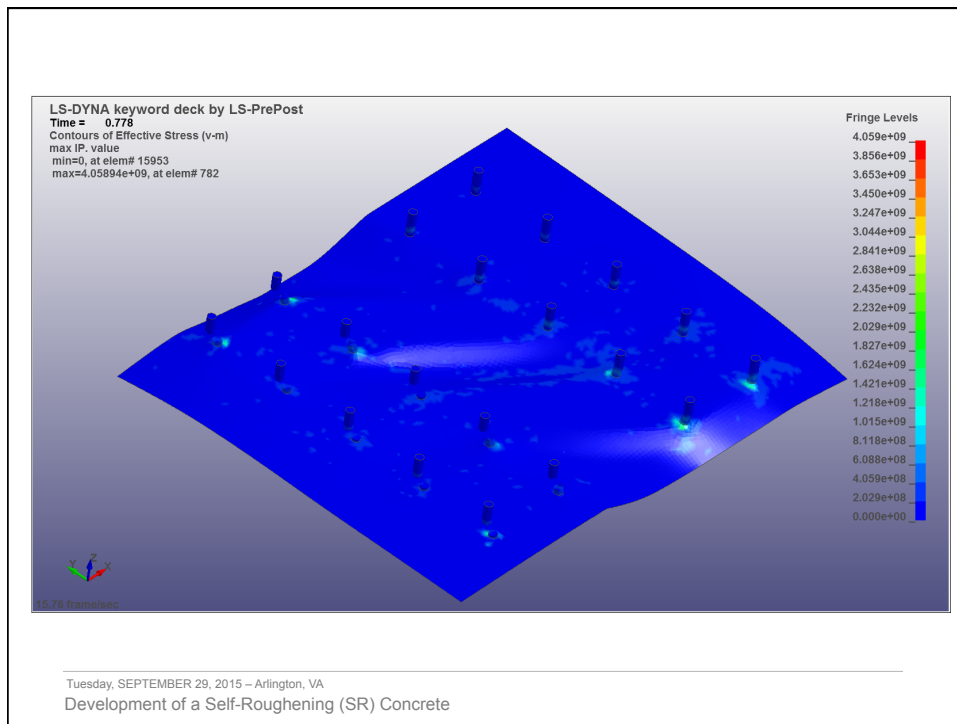 LS-DYNA keyword deck by LS-PrePost
Time = 0.778
Contours of Effective Stress (v-m)
max IP. value
min=0, at elem# 15953
max=4.05894e+09, at elem# 782
Fringe Levels
4.059e+09
3.856e+09
3.653e+09
3.450e+09
3.247e+09
3.044e+09
2.841e+09
2.638e+09
2.435e+09
2.232e+09
2.029e+09
1.827e+09
1.624e+09
1.421e+09
1.218e+09
1.015e+09
8.118e+08
6.088e+08
4.059e+08
2.029e+08
0.000e+00
Y Z X
15.76 frame/sec
Tuesday, SEPTEMBER 29, 2015 – Arlington, VA
Development of a Self-Roughening (SR) Concrete